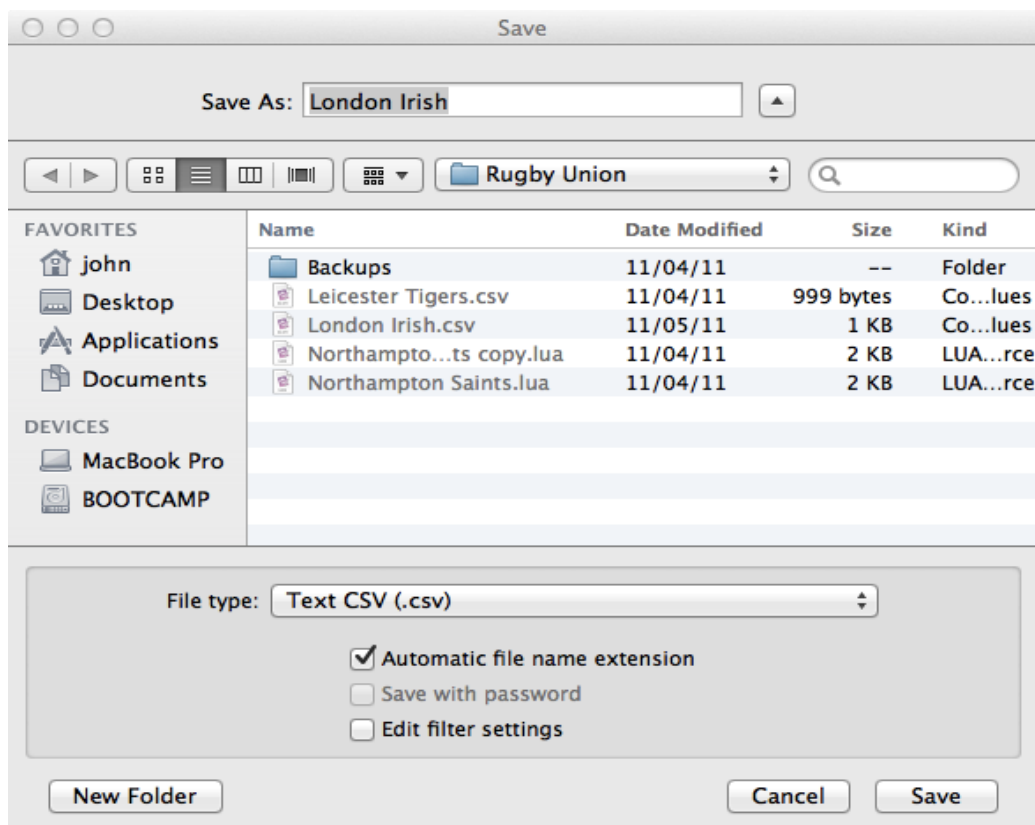 Save
Save As: London Irish
Rugby Union
FAVORITES
john
Desktop
Applications
Documents
DEVICES
MacBook Pro
BOOTCAMP
Name Date Modified Size Kind
Backups 11/04/11 -- Folder
Leicester Tigers.csv 11/04/11 999 bytes Co...lues
London Irish.csv 11/05/11 1 KB Co...lues
Northampto...ts copy.lua 11/04/11 2 KB LUA...rce
Northampton Saints.lua 11/04/11 2 KB LUA...rce
File type: Text CSV (.csv)
Automatic file name extension
Save with password
Edit filter settings
New Folder Cancel Save